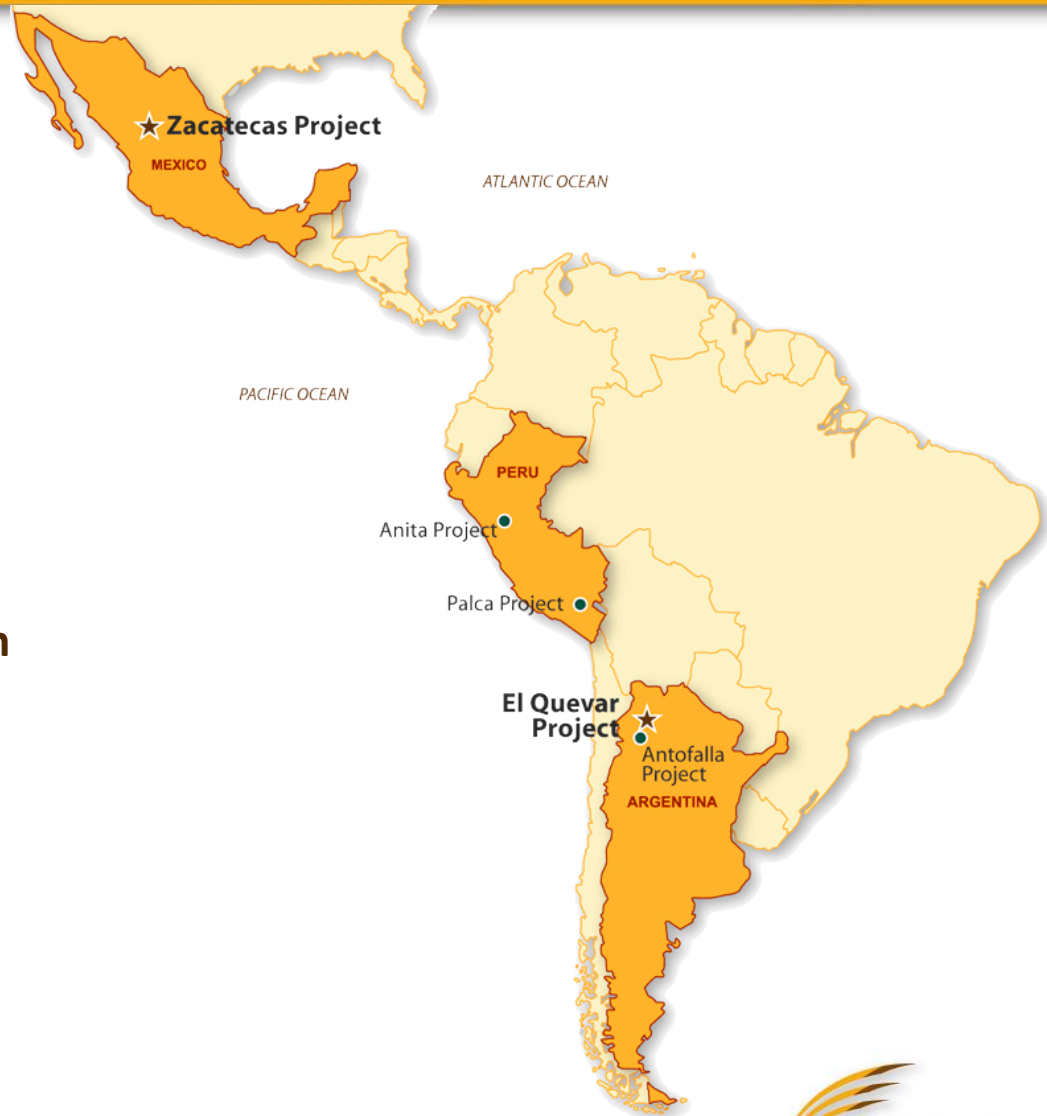 Zacatecas Project
MEXICO
ATLANTIC OCEAN
PACIFIC OCEAN
PERU
Anita Project
Palca Project
n
El Quevar
Project
Antofalla
Project
ARGENTINA